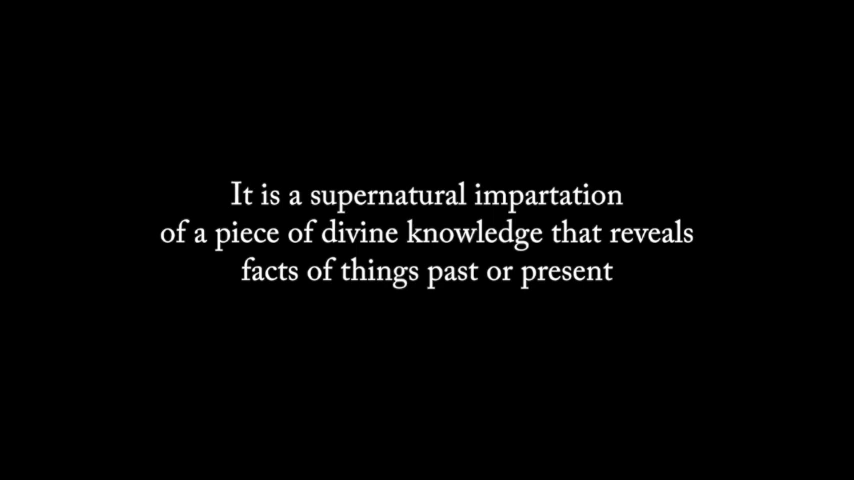 It is a supernatural impartation
of a piece of divine knowledge that reveals
facts of things past or present